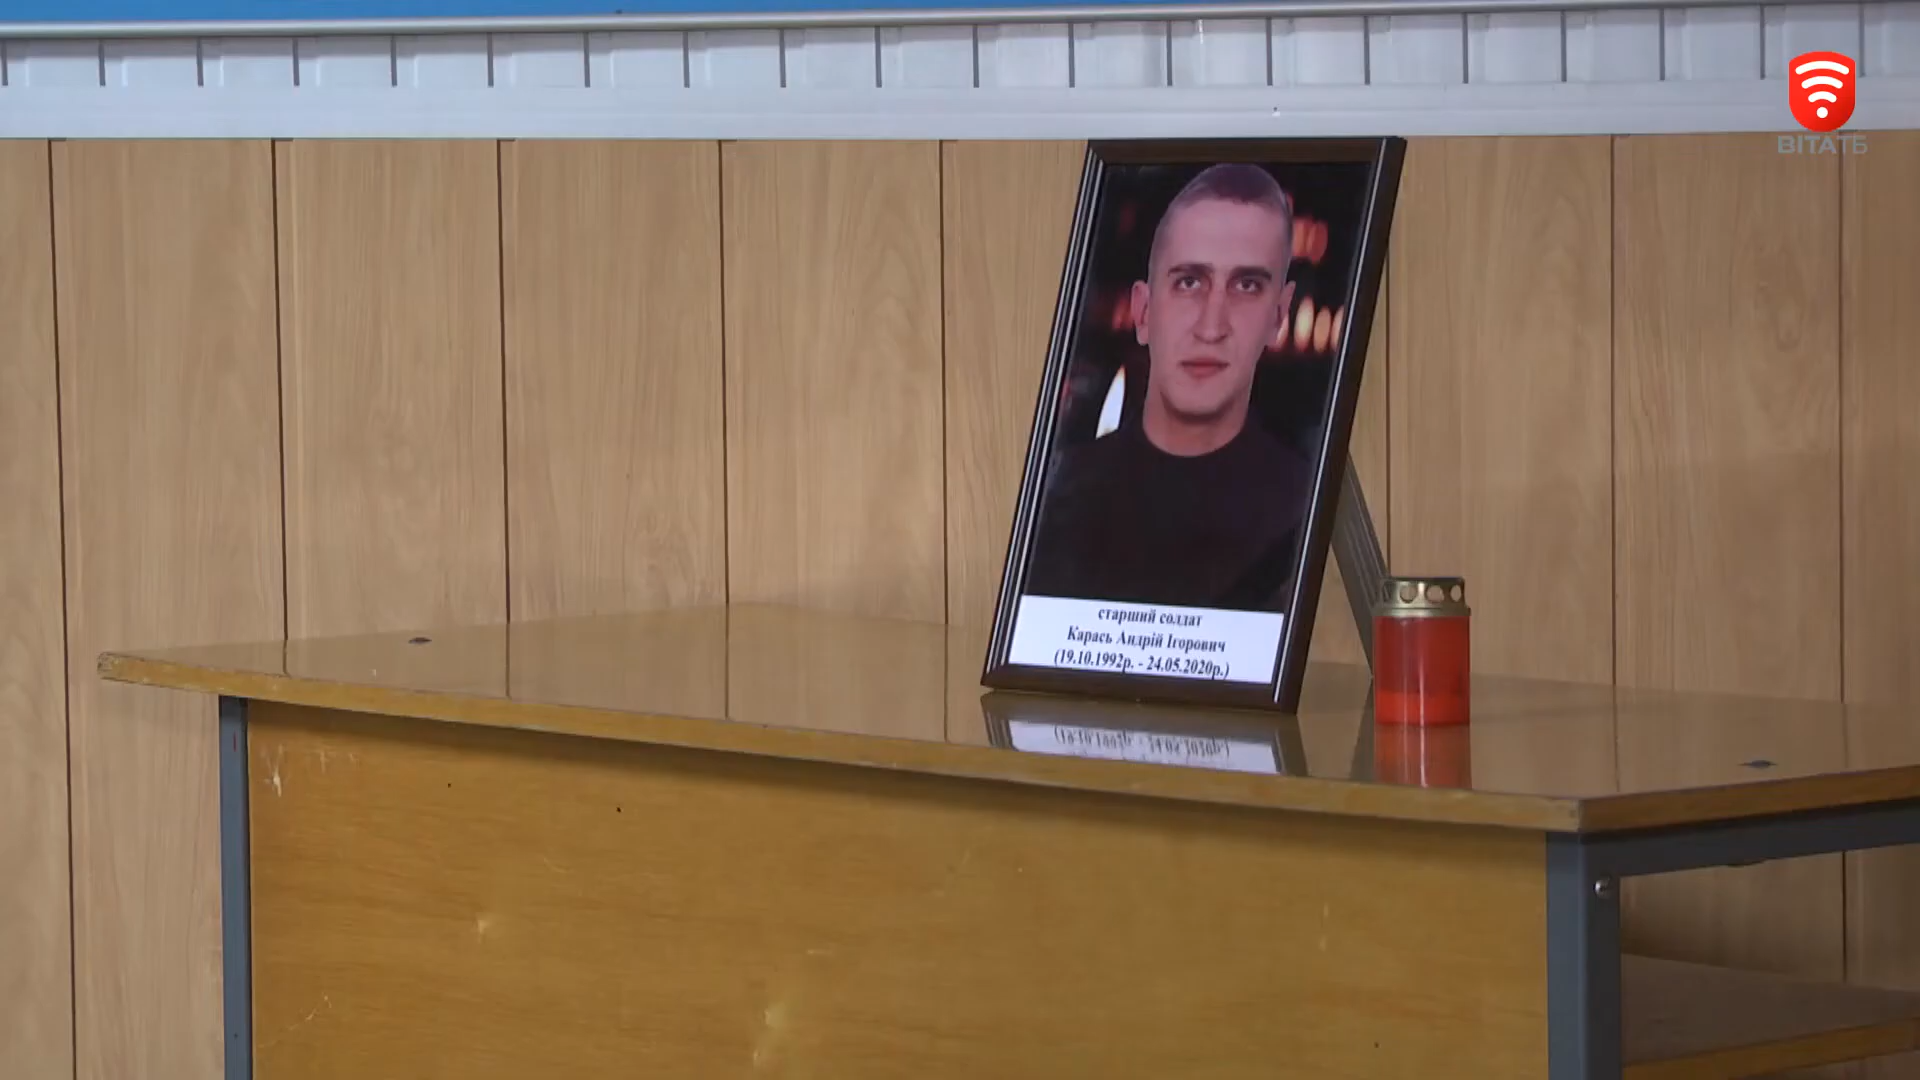 ВІТАТБ
старший солдат
Карась Андрій Ігорович
(19.10.1992р. - 24.05.2020р.)